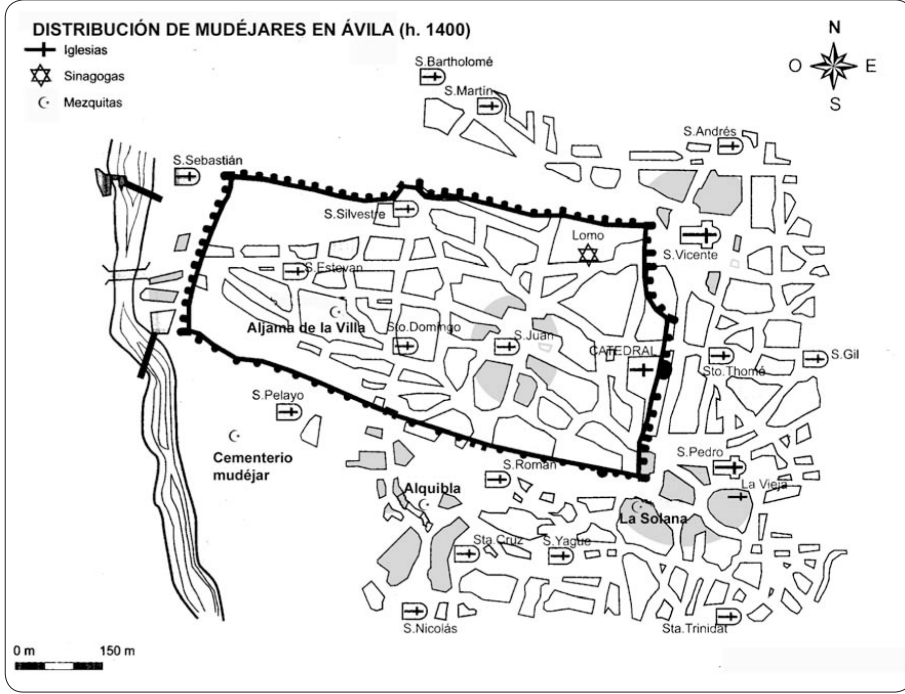 DISTRIBUCIÓN DE MUDÉJARES EN ÁVILA (h. 1400)
Iglesias
Sinagogas
Mezquitas
N
O
E
S
S.Bartholomé
S.Martín
S.Andrés
S.Sebastián
S.Silvestre
Lomo
S.Vicente
S.Estevan
Aljama de la Villa
Sto.Domingo
S.Juan
CATEDRAL
Sto.Thomé
S.Gil
S.Pelayo
Cementerio
mudéjar
S.Román
S.Pedro
La Vieja
Alquibla
La Solana
Sta.Cruz
S.Yague
S.Nicolás
Sta.Trinidat
0 m
150 m